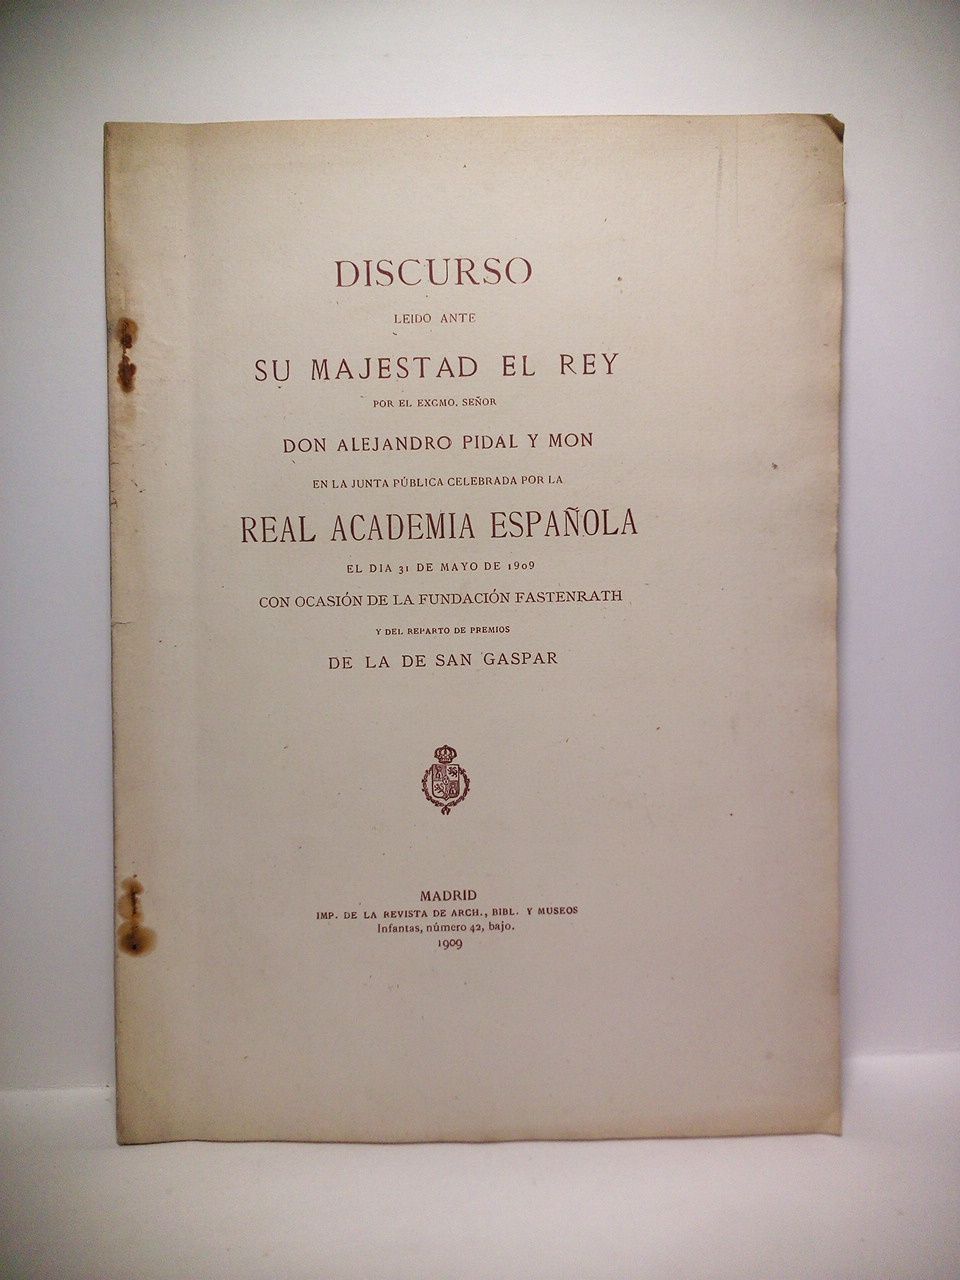 DISCURSO
LEIDO ANTE
SU MAJESTAD EL REY
POR EL EXCMO. SEÑOR
DON ALEJANDRO PIDAL Y MON
EN LA JUNTA PÚBLICA CELEBRADA POR LA
REAL ACADEMIA ESPAÑOLA
EL DIA 31 DE MAYO DE 1909
CON OCASIÓN DE LA FUNDACIÓN FASTENRATH
Y DEL REPARTO DE PREMIOS
DE LA DE SAN GASPAR
MADRID
IMP. DE LA REVISTA DE ARCH., BIBL. Y MUSEOS
Infantas, número 42, bajo.
1909